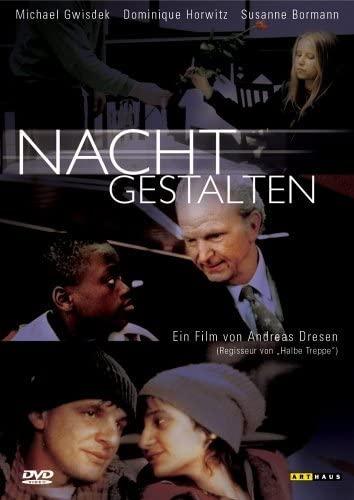 Michael Gwisdek   Dominique Horwitz   Susanne Bormann
NACHT
GESTALTEN
Ein Film von Andreas Dresen
(Regisseur von „Halbe Treppe")
DVD
VIDEO
ARTHAUS